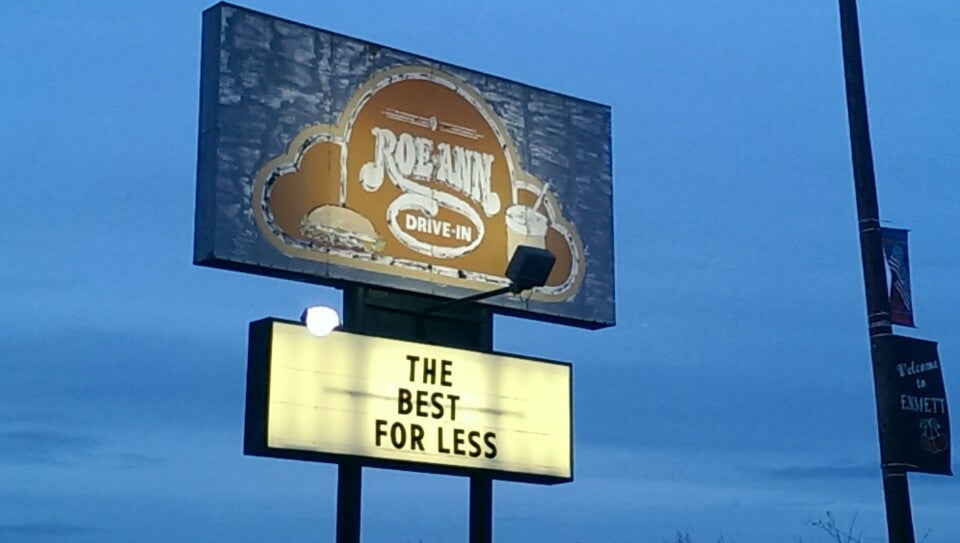 ROE-ANN
DRIVE-IN
THE
BEST
FOR LESS
Welcome
to
EMMETT